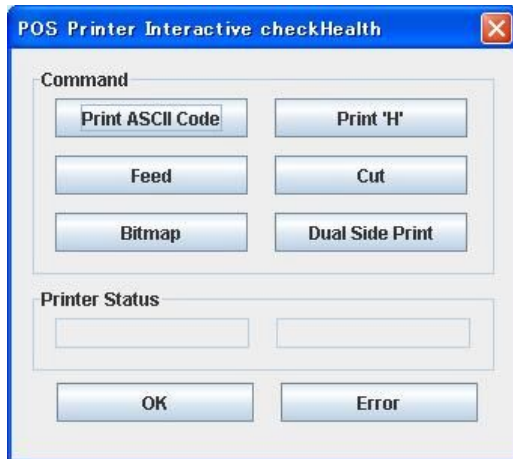 POS Printer Interactive checkHealth
Command
Print ASCII Code
Print 'H'
Feed
Cut
Bitmap
Dual Side Print
Printer Status
OK
Error